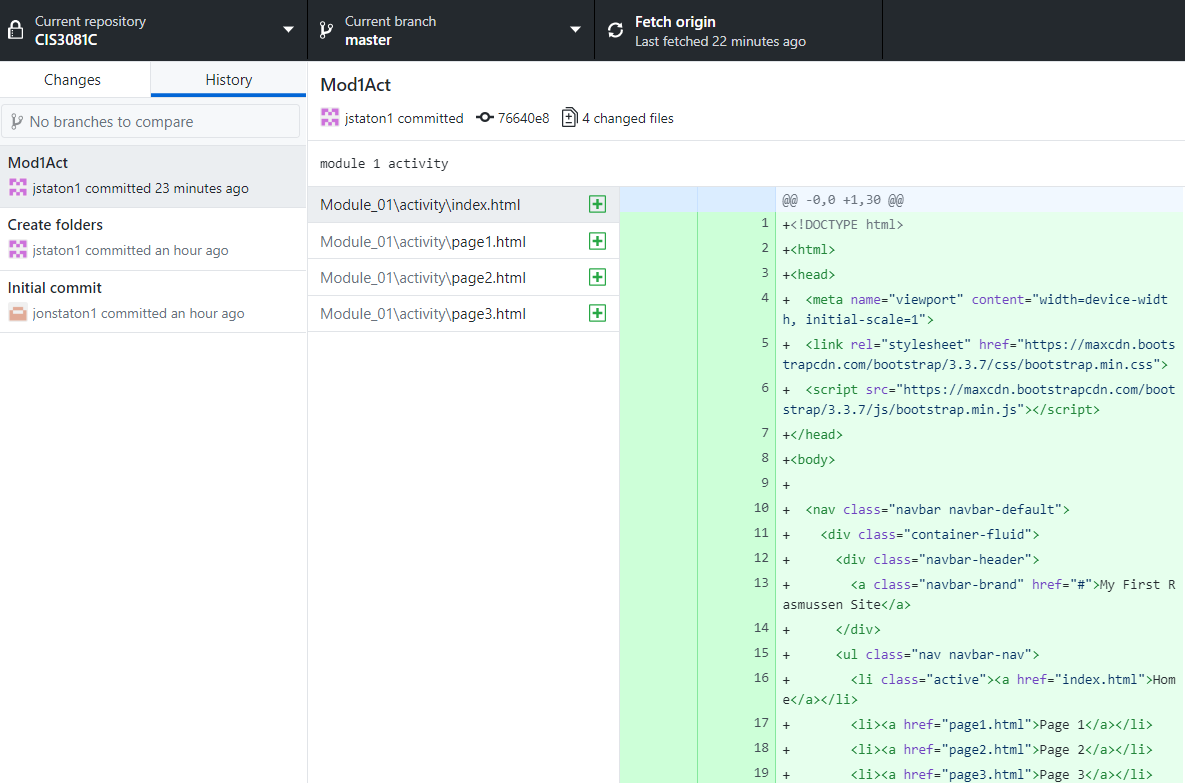 Current repository
CIS3081C
Current branch
master
Fetch origin
Last fetched 22 minutes ago
Changes
History
No branches to compare
Mod1Act
jstaton1 committed 23 minutes ago
Create folders
jstaton1 committed an hour ago
Initial commit
jonstaton1 committed an hour ago
Mod1Act
jstaton1 committed 76640e8 4 changed files
module 1 activity
Module_01\activity\index.html
Module_01\activity\page1.html
Module_01\activity\page2.html
Module_01\activity\page3.html
@@ -0,0 +1,30 @@
1 +<!DOCTYPE html>
2 +<html>
3 +<head>
4 +  <meta name="viewport" content="width=device-widt
h, initial-scale=1">
5 +  <link rel="stylesheet" href="https://maxcdn.boots
trapcdn.com/bootstrap/3.3.7/css/bootstrap.min.css">
6 +  <script src="https://maxcdn.bootstrapcdn.com/boot
strap/3.3.7/js/bootstrap.min.js"></script>
7 +</head>
8 +<body>
9 +
10 +  <nav class="navbar navbar-default">
11 +    <div class="container-fluid">
12 +      <div class="navbar-header">
13 +        <a class="navbar-brand" href="#">My First R
asmussen Site</a>
14 +      </div>
15 +      <ul class="nav navbar-nav">
16 +        <li class="active"><a href="index.html">Hom
e</a></li>
17 +        <li><a href="page1.html">Page 1</a></li>
18 +        <li><a href="page2.html">Page 2</a></li>
19 +        <li><a href="page3.html">Page 3</a></li>